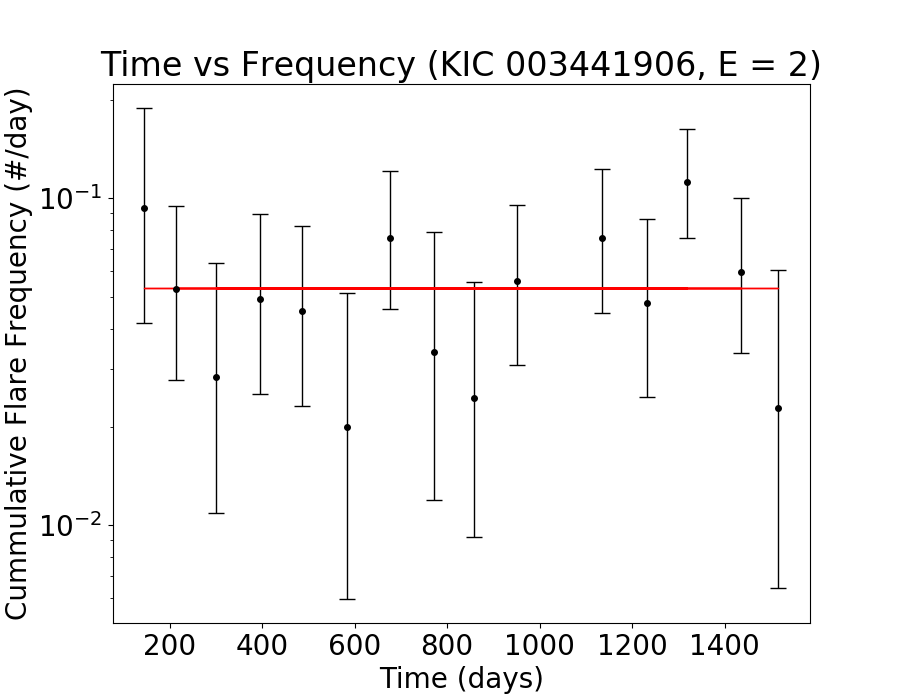 Time vs Frequency (KIC 003441906, E = 2)
Cummulative Flare Frequency (#/day)
10⁻¹
10⁻²
200 400 600 800 1000 1200 1400
Time (days)